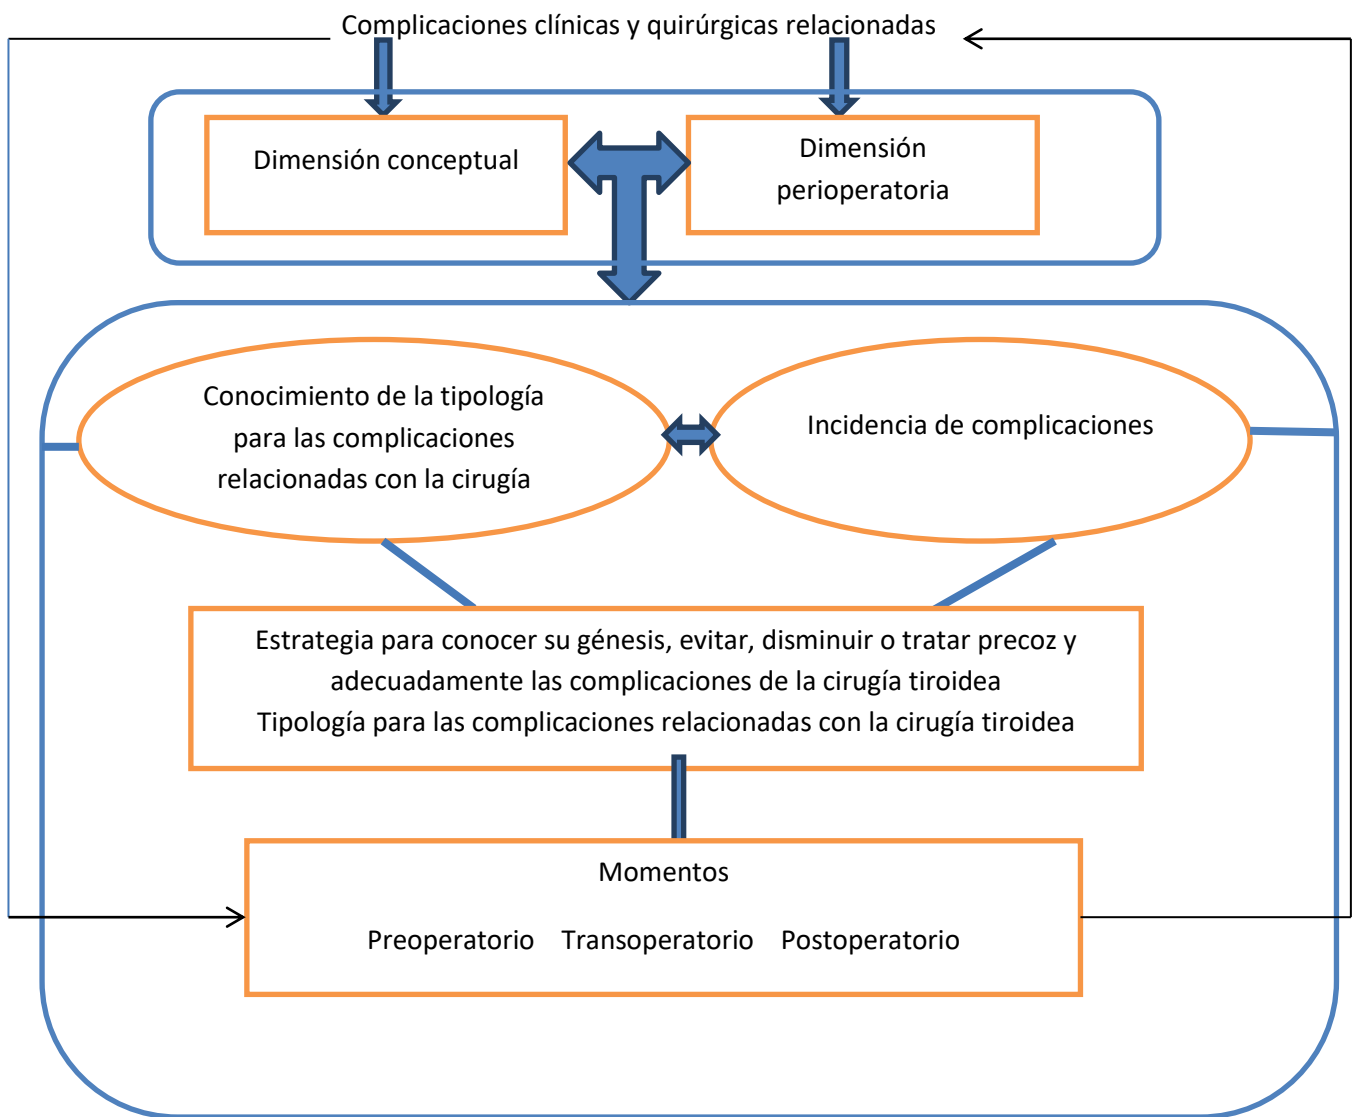 Complicaciones clínicas y quirúrgicas relacionadas
Dimensión conceptual
Dimensión
perioperatoria
Conocimiento de la tipología
para las complicaciones
relacionadas con la cirugía
Incidencia de complicaciones
Estrategia para conocer su génesis, evitar, disminuir o tratar precoz y
adecuadamente las complicaciones de la cirugía tiroidea
Tipología para las complicaciones relacionadas con la cirugía tiroidea
Momentos
Preoperatorio Transoperatorio Postoperatorio